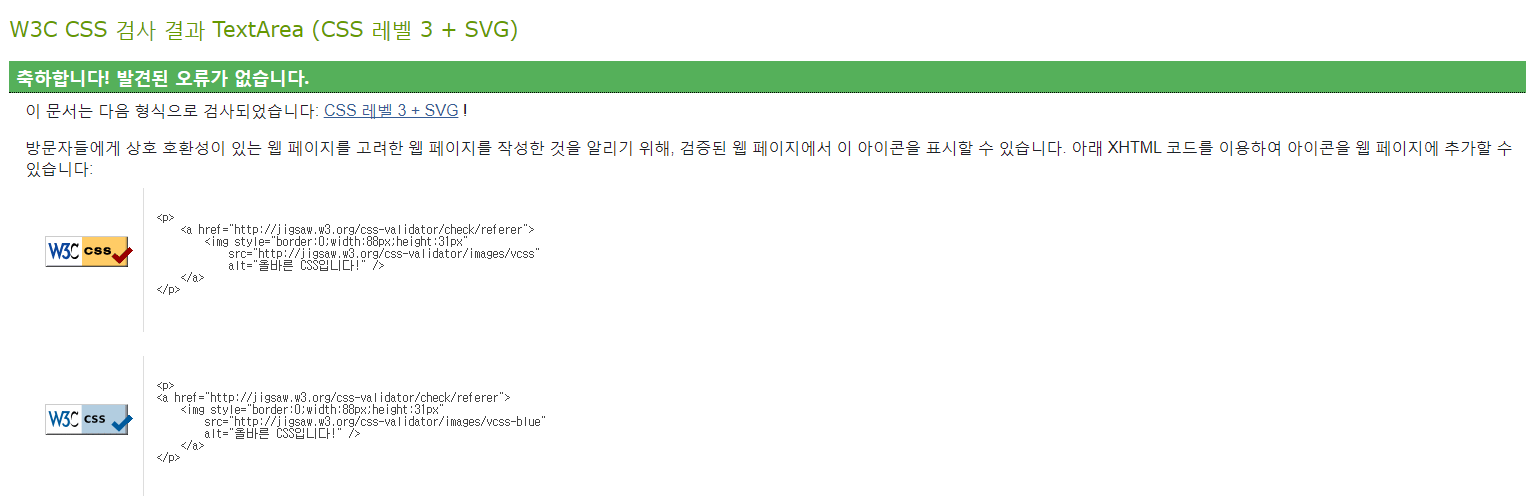 W3C CSS 검사 결과 TextArea (CSS 레벨 3 + SVG)
축하합니다! 발견된 오류가 없습니다.
이 문서는 다음 형식으로 검사되었습니다: CSS 레벨 3 + SVG !
방문자들에게 상호 호환성이 있는 웹 페이지를 고려한 웹 페이지를 작성한 것을 알리기 위해, 검증된 웹 페이지에서 이 아이콘을 표시할 수 있습니다. 아래 XHTML 코드를 이용하여 아이콘을 웹 페이지에 추가할 수
있습니다:
W3C css
<p>
<a href="http://jigsaw.w3.org/css-validator/check/referer">
<img style="border:0;width:88px;height:31px"
src="http://jigsaw.w3.org/css-validator/images/vcss"
alt="올바른 CSS입니다!" />
</a>
</p>
W3C css
<p>
<a href="http://jigsaw.w3.org/css-validator/check/referer">
<img style="border:0;width:88px;height:31px"
src="http://jigsaw.w3.org/css-validator/images/vcss-blue"
alt="올바른 CSS입니다!" />
</a>
</p>